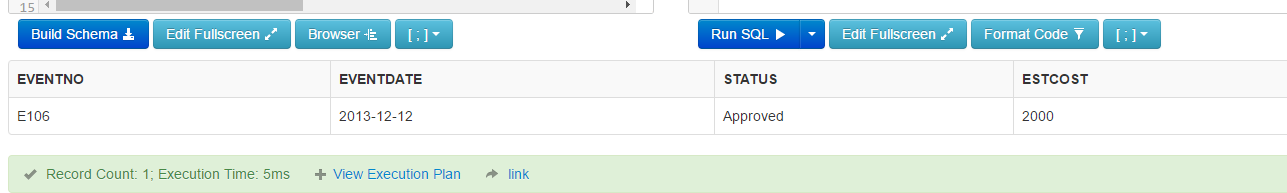 15
Build Schema Edit Fullscreen Browser [ ; ] Run SQL Edit Fullscreen Format Code [ ; ]
EVENTNO EVENTDATE STATUS ESTCOST
E106 2013-12-12 Approved 2000
Record Count: 1; Execution Time: 5ms View Execution Plan link